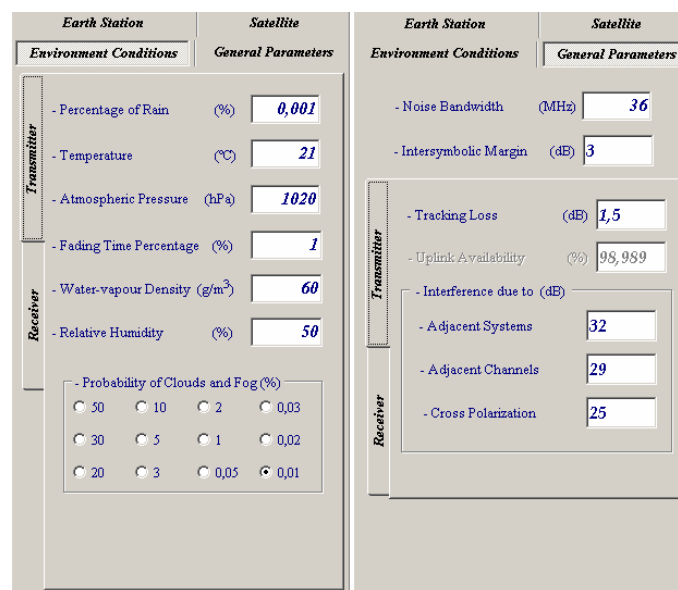 Earth Station Satellite
Environment Conditions General Parameters
Transmitter
Receiver
- Percentage of Rain (%) 0,001
- Temperature (ºC) 21
- Atmospheric Pressure (hPa) 1020
- Fading Time Percentage (%) 1
- Water-vapour Density (g/m³) 60
- Relative Humidity (%) 50
- Probability of Clouds and Fog (%)
50 10 2 0,03
30 5 1 0,02
20 3 0,05 0,01
Earth Station Satellite
Environment Conditions General Parameters
- Noise Bandwidth (MHz) 36
- Intersymbolic Margin (dB) 3
Transmitter
Receiver
- Tracking Loss (dB) 1,5
- Uplink Availability (%) 98,989
- Interference due to (dB)
- Adjacent Systems 32
- Adjacent Channels 29
- Cross Polarization 25